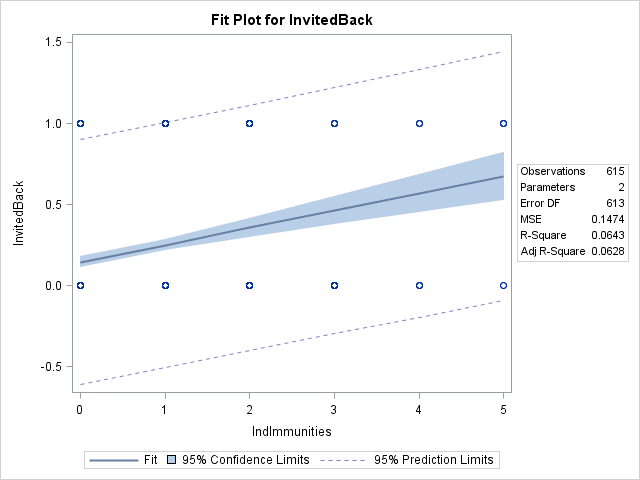 Fit Plot for InvitedBack
1.5
1.0
0.5
0.0
-0.5
InvitedBack
0 1 2 3 4 5
IndImmunities
Observations 615
Parameters 2
Error DF 613
MSE 0.1474
R-Square 0.0643
Adj R-Square 0.0628
Fit 95% Confidence Limits 95% Prediction Limits